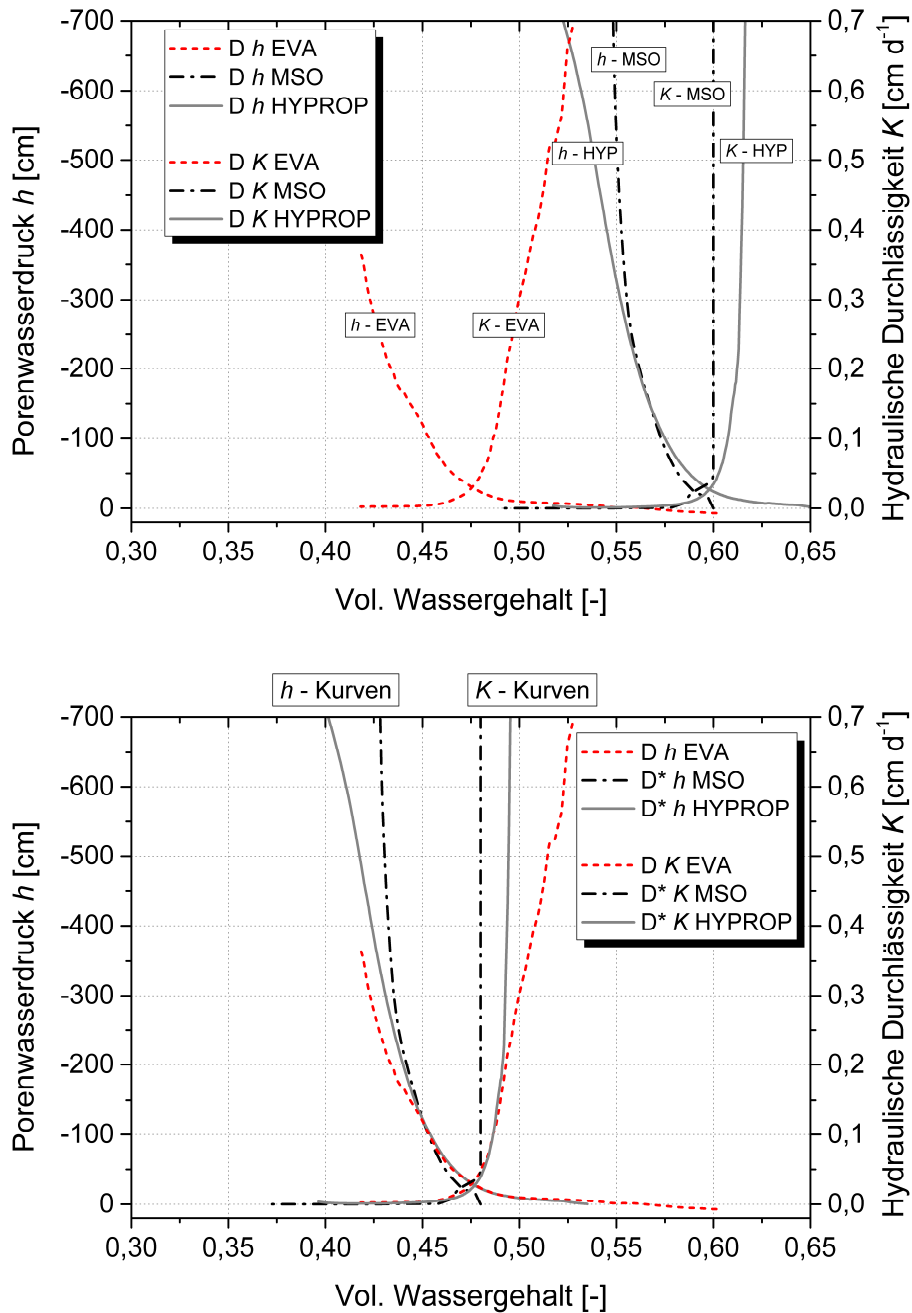 -700
-600
-500
-400
-300
-200
-100
0
Porenwasserdruck h [cm]
D h EVA
D h MSO
D h HYPROP
D K EVA
D K MSO
D K HYPROP
h - MSO
K - MSO
h - HYP
K - HYP
h - EVA
K - EVA
0,7
0,6
0,5
0,4
0,3
0,2
0,1
0,0
Hydraulische Durchlässigkeit K [cm d-1]
0,30 0,35 0,40 0,45 0,50 0,55 0,60 0,65
Vol. Wassergehalt [-]
h - Kurven K - Kurven
-700
-600
-500
-400
-300
-200
-100
0
Porenwasserdruck h [cm]
D h EVA
D* h MSO
D* h HYPROP
D K EVA
D* K MSO
D* K HYPROP
0,7
0,6
0,5
0,4
0,3
0,2
0,1
0,0
Hydraulische Durchlässigkeit K [cm d-1]
0,30 0,35 0,40 0,45 0,50 0,55 0,60 0,65
Vol. Wassergehalt [-]